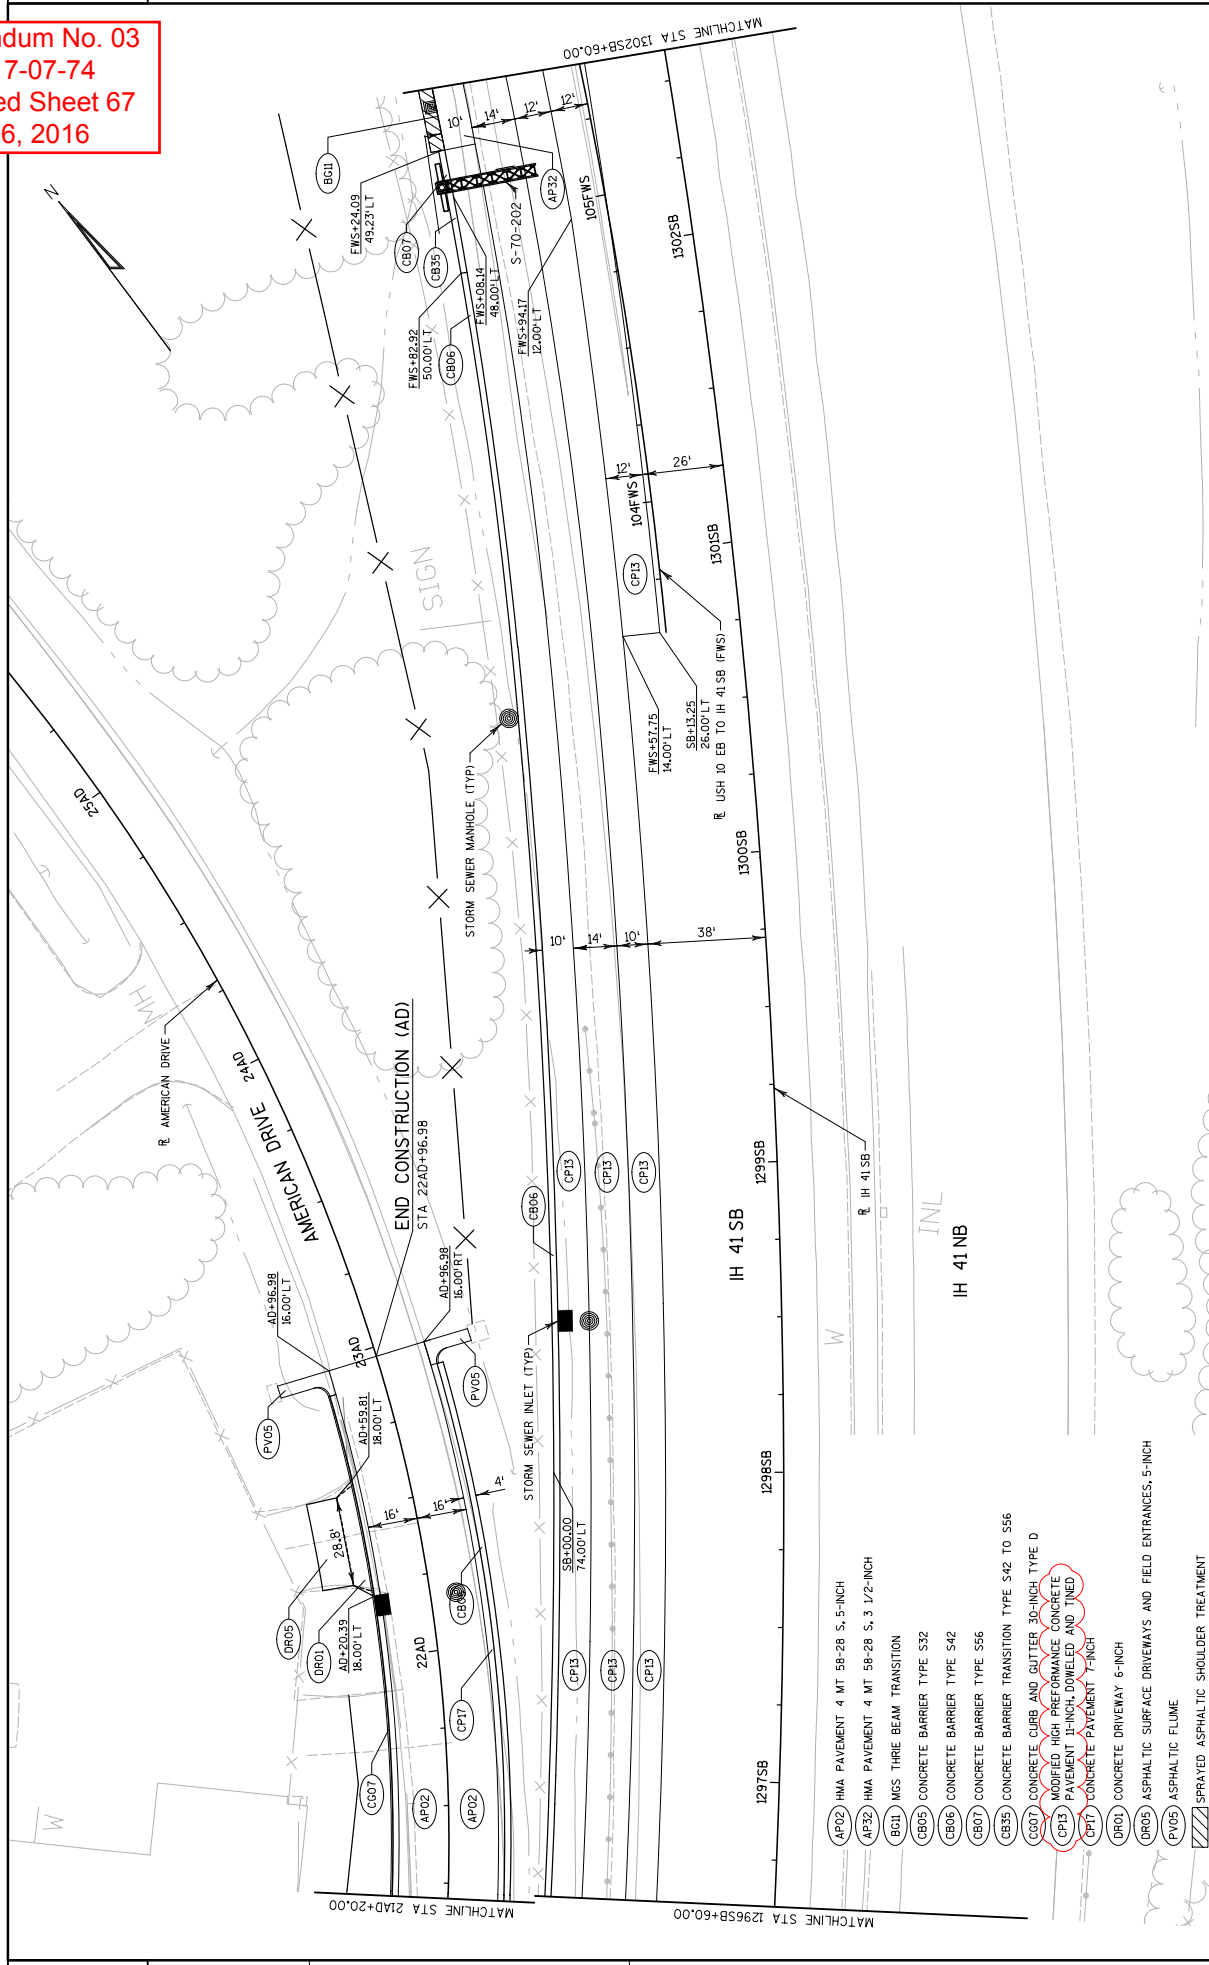 dum No. 03
7-07-74
ed Sheet 67
6, 2016
MATCHLINE STA 1302SB+60.00
N
BG11
10'
14'
12'
12'
FWS+24.09
49.23'LT
CB07
CB35
AP32
105FWS
S-70-202
FWS+08.14
48.00'LT
FWS+94.17
12.00'LT
FWS+82.92
50.00'LT
CB06
1302SB
12'
26'
104FWS
CP13
1301SB
SIGN
FWS+57.75
14.00'LT
SB+13.25
26.00'LT
USH 10 EB TO IH 41 SB (FWS)
STORM SEWER MANHOLE (TYP)
25AD
1300SB
10'
14'
10'
38'
MH
AMERICAN DRIVE
24AD
AMERICAN DRIVE
END CONSTRUCTION (AD)
STA 22AD+96.98
CB06
CP13
CP13
CP13
1299SB
IH 41 SB
IH 41 SB
INL
IH 41 NB
AD+96.98
16.00'LT
AD+96.98
16.00'RT
23AD
PV05
PV05
STORM SEWER INLET (TYP)
W
AD+59.81
18.00'LT
16'
16'
4'
28.8'
1298SB
SB+00.00
74.00'LT
DR05
DR01
AD+20.39
18.00'LT
CB05
22AD
CP13
CP13
CP13
CP17
CG07
AP02
AP02
1297SB
W
MATCHLINE STA 21AD+20.00
MATCHLINE STA 1296SB+60.00
AP02 HMA PAVEMENT 4 MT 58-28 S, 5-INCH
AP32 HMA PAVEMENT 4 MT 58-28 S, 3 1/2-INCH
BG11 MGS THRIE BEAM TRANSITION
CB05 CONCRETE BARRIER TYPE S32
CB06 CONCRETE BARRIER TYPE S42
CB07 CONCRETE BARRIER TYPE S56
CB35 CONCRETE BARRIER TRANSITION TYPE S42 TO S56
CG07 CONCRETE CURB AND GUTTER 30-INCH TYPE D
CP13 MODIFIED HIGH PREFORMANCE CONCRETE
PAVEMENT 11-INCH, DOWELED AND TINED
CP17 CONCRETE PAVEMENT 7-INCH
DR01 CONCRETE DRIVEWAY 6-INCH
DR05 ASPHALTIC SURFACE DRIVEWAYS AND FIELD ENTRANCES, 5-INCH
PV05 ASPHALTIC FLUME
SPRAYED ASPHALTIC SHOULDER TREATMENT